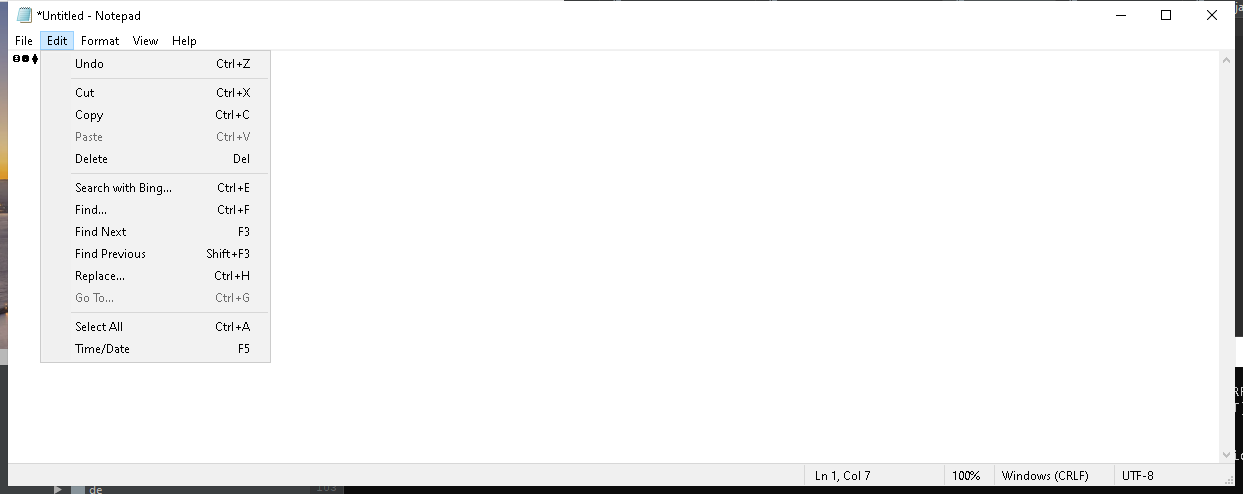 *Untitled - Notepad
File Edit Format View Help
Undo Ctrl+Z
Cut Ctrl+X
Copy Ctrl+C
Paste Ctrl+V
Delete Del
Search with Bing... Ctrl+E
Find... Ctrl+F
Find Next F3
Find Previous Shift+F3
Replace... Ctrl+H
Go To... Ctrl+G
Select All Ctrl+A
Time/Date F5
Ln 1, Col 7 100% Windows (CRLF) UTF-8
de